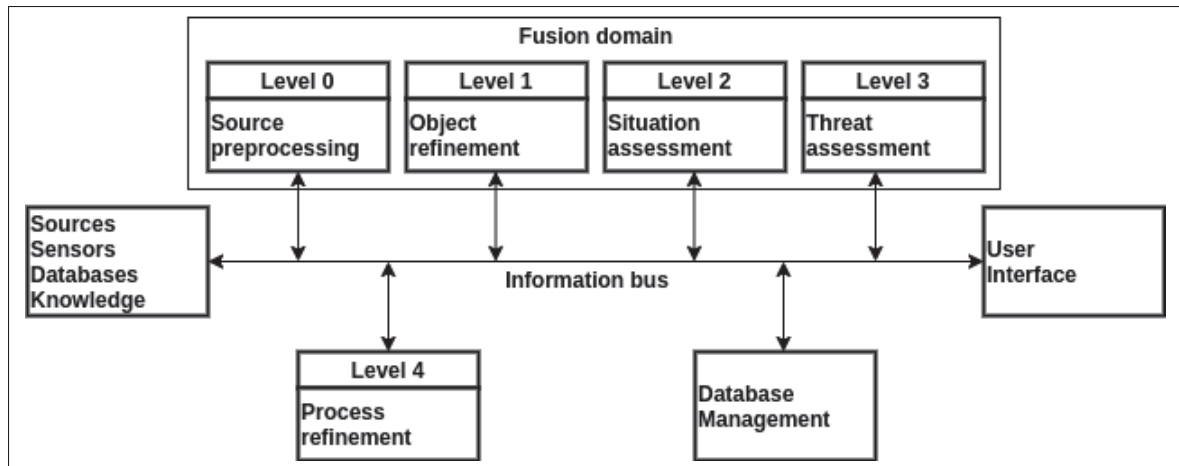 Fusion domain
Level 0
Source
preprocessing
Level 1
Object
refinement
Level 2
Situation
assessment
Level 3
Threat
assessment
Sources
Sensors
Databases
Knowledge
Information bus
User
Interface
Level 4
Process
refinement
Database
Management